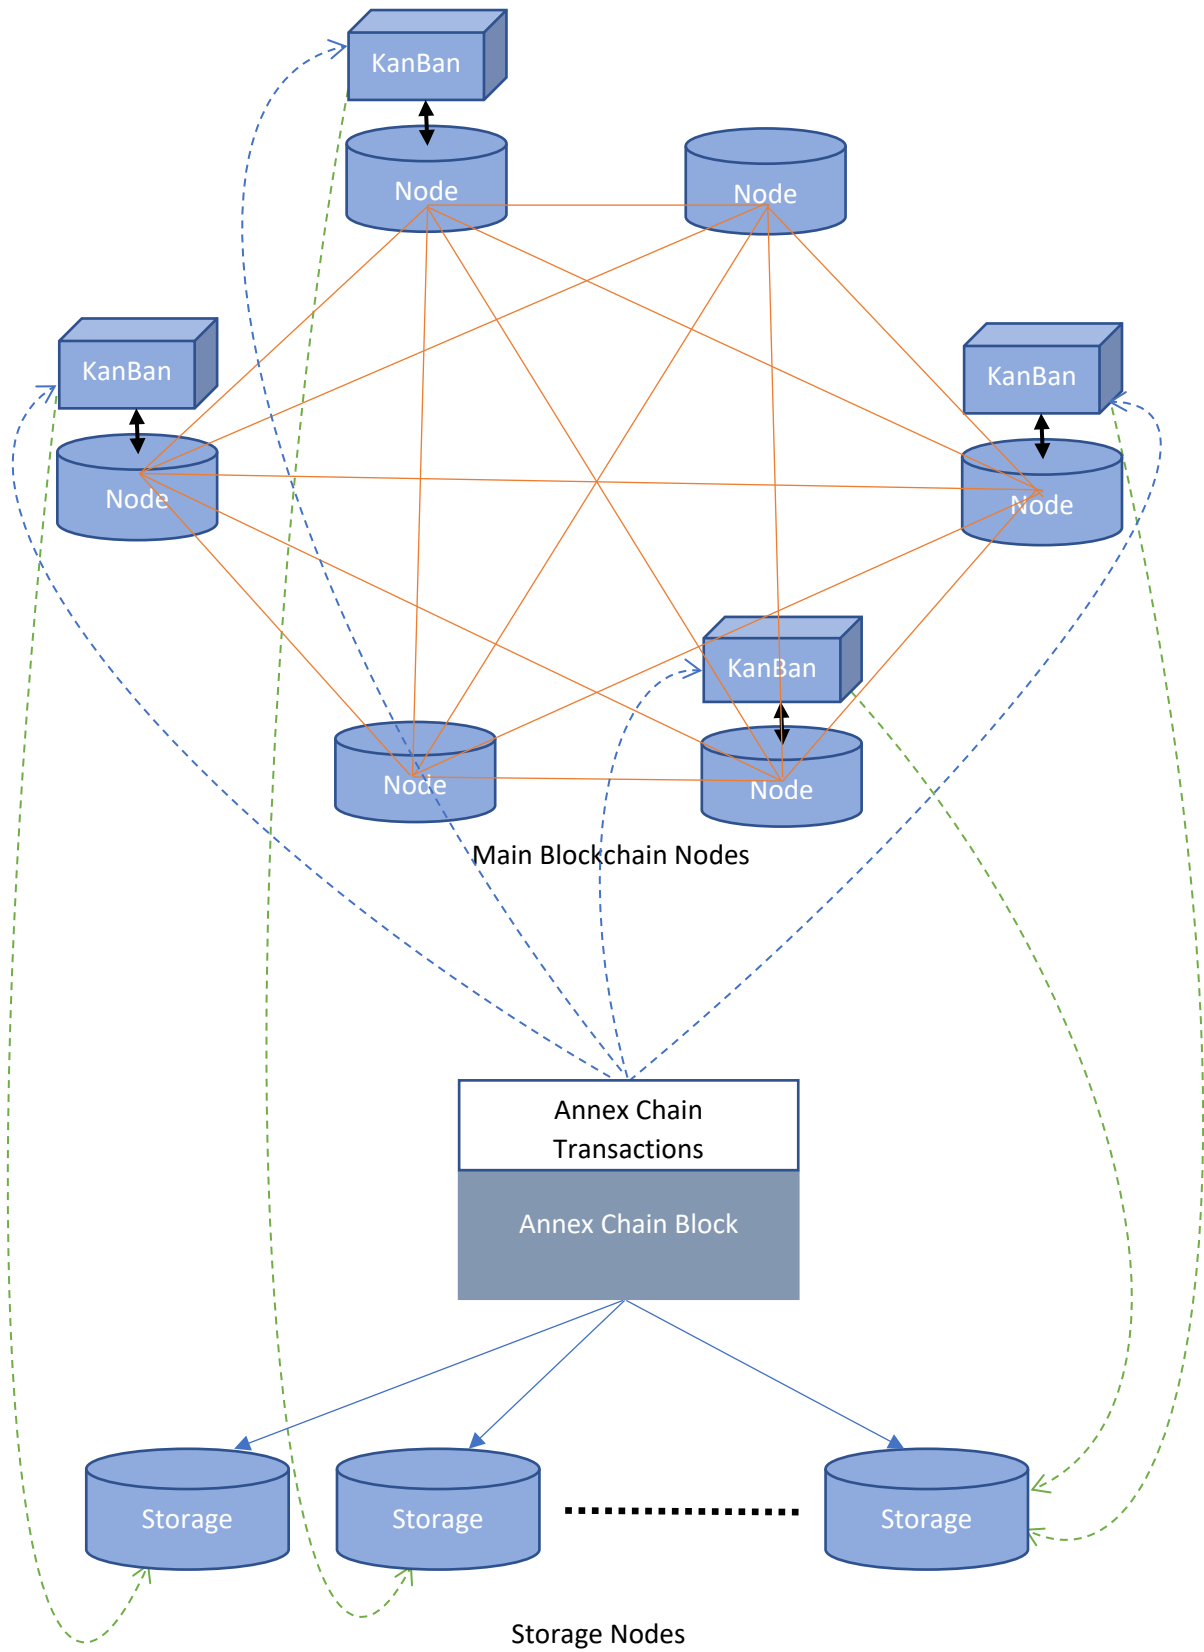 KanBan
Node
Node
KanBan
KanBan
Node
Node
KanBan
Node
Node
Main Blockchain Nodes
Annex Chain
Transactions
Annex Chain Block
Storage
Storage
Storage
Storage Nodes